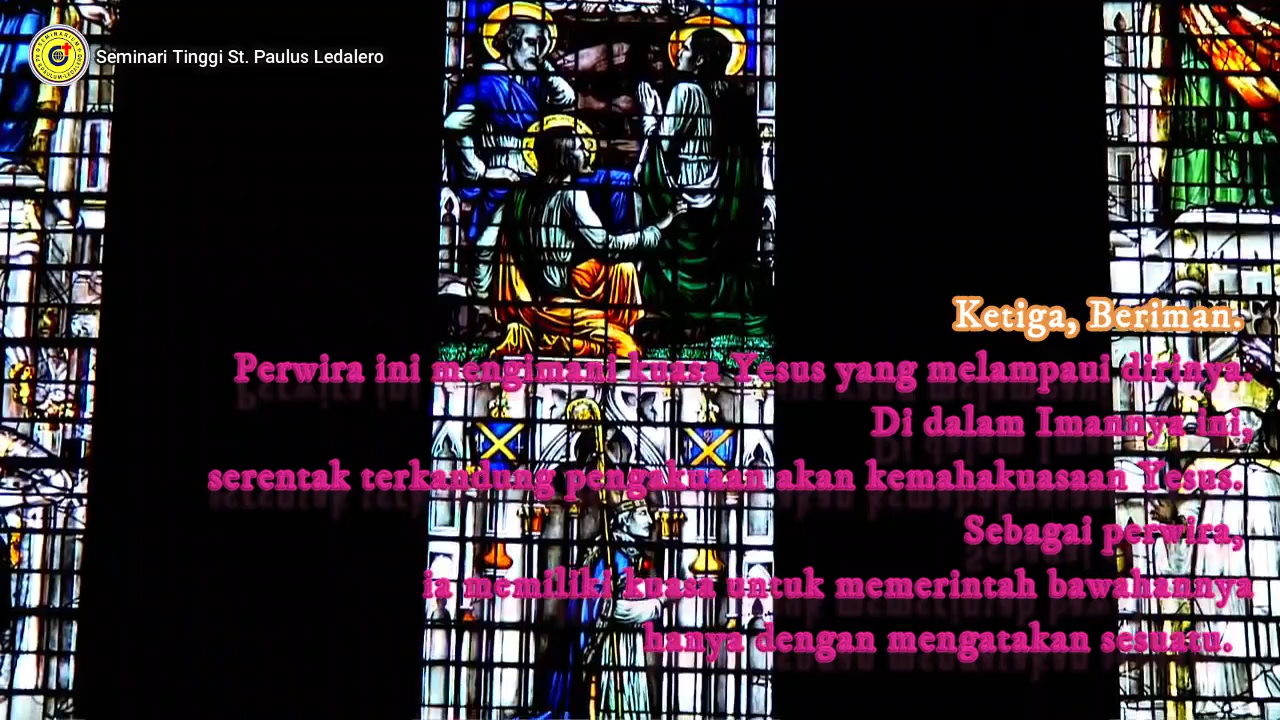 Seminari Tinggi St. Paulus Ledalero
Ketiga, Beriman.
Perwira ini mengimani kuasa Yesus yang melampaui dirinya.
Di dalam Imannya ini,
serentak terkandung pengakuaan akan kemahakuasaan Yesus.
Sebagai perwira,
ia memiliki kuasa untuk memerintah bawahannya
hanya dengan mengatakan sesuatu.